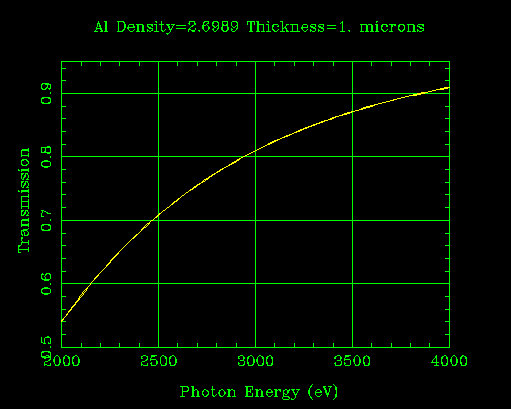 Al Density=2.6989 Thickness=1. microns
0.9
0.8
0.7
0.6
0.5
Transmission
2000 2500 3000 3500 4000
Photon Energy (eV)